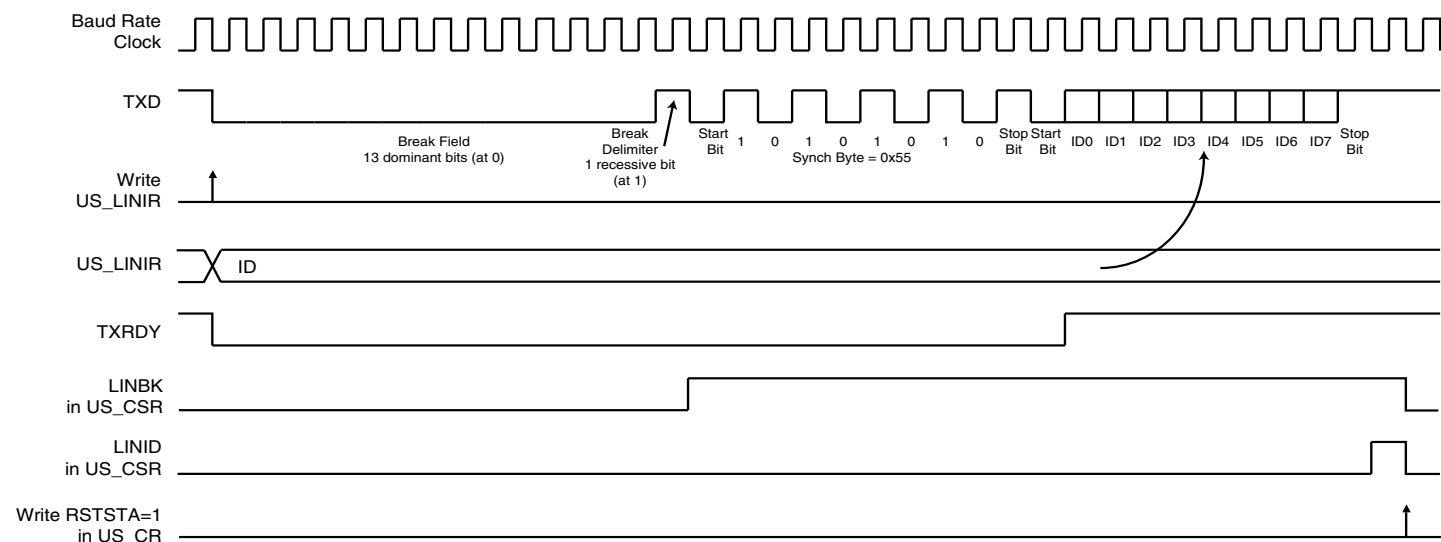 Baud Rate
Clock
TXD
Break Field
13 dominant bits (at 0)
Break
Delimiter
1 recessive bit
(at 1)
Start
Bit
1 0 1 0 1 0 1 0
Synch Byte = 0x55
Stop
Bit
Start
Bit
ID0 ID1 ID2 ID3 ID4 ID5 ID6 ID7
Stop
Bit
Write
US_LINIR
US_LINIR
ID
TXRDY
LINBK
in US_CSR
LINID
in US_CSR
Write RSTSTA=1
in US_CR